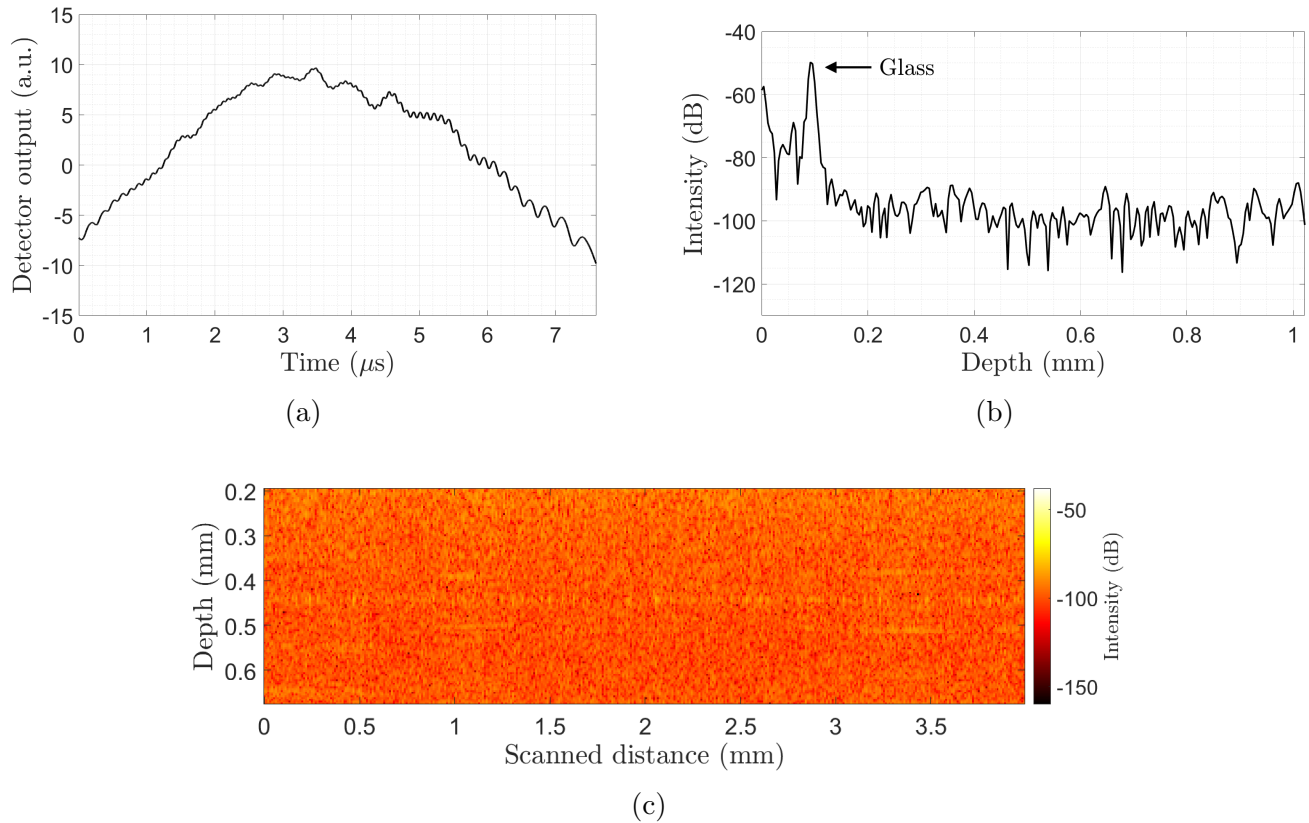 15
10
5
0
-5
-10
-15
Detector output (a.u.)
0 1 2 3 4 5 6 7
Time (μs)
(a)
-40
-60
-80
-100
-120
Intensity (dB)
Glass
0 0.2 0.4 0.6 0.8 1
Depth (mm)
(b)
0.2
0.3
0.4
0.5
0.6
Depth (mm)
0 0.5 1 1.5 2 2.5 3 3.5
Scanned distance (mm)
-50
-100
-150
Intensity (dB)
(c)